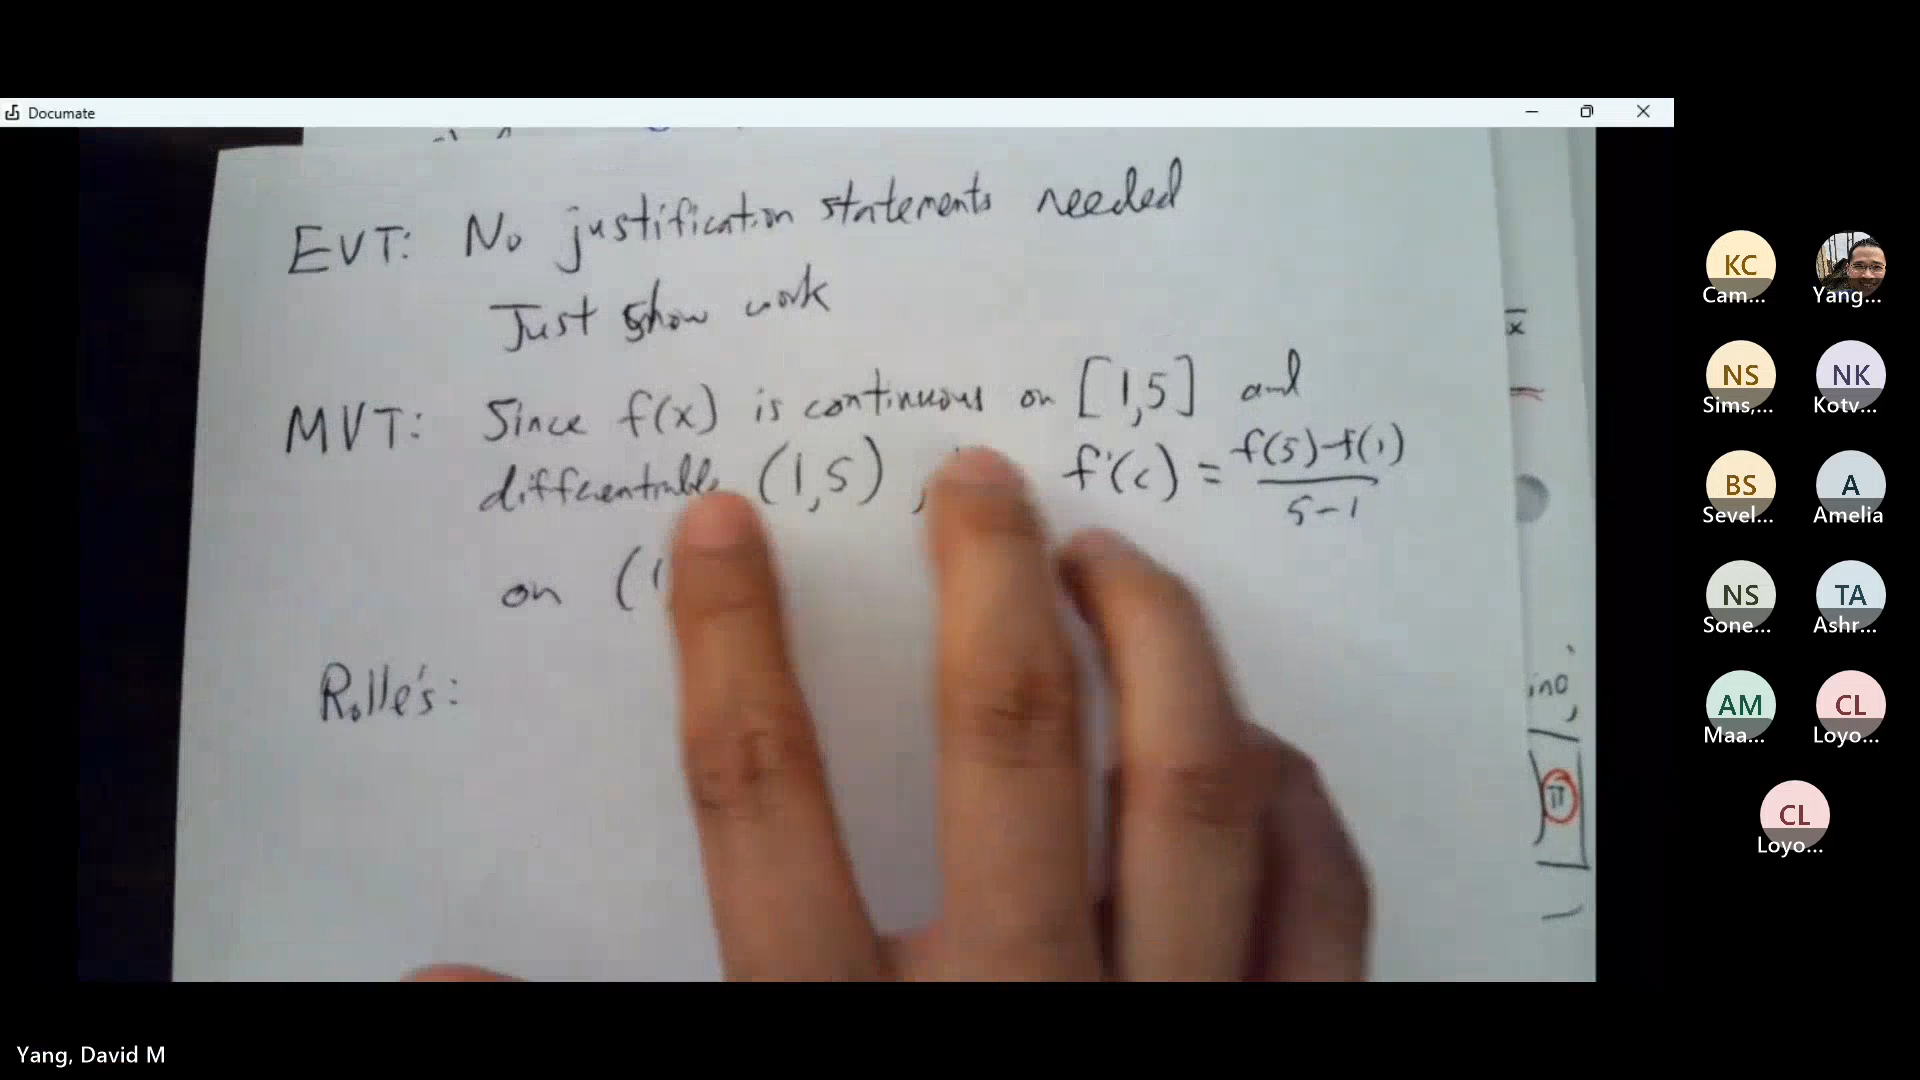 Documate
EVT: No justification statements needed
Just show work
MVT: Since f(x) is continuous on [1,5] and
differentiable (1,5), f'(c) = f(5)-f(1)
5-1
on (1
Rolle's:
x
ino,
π
KC
Cam...
Yang...
NS
Sims,...
NK
Kotv...
BS
Sevel...
A
Amelia
NS
Sone...
TA
Ashr...
AM
Maa...
CL
Loyo...
CL
Loyo...
Yang, David M